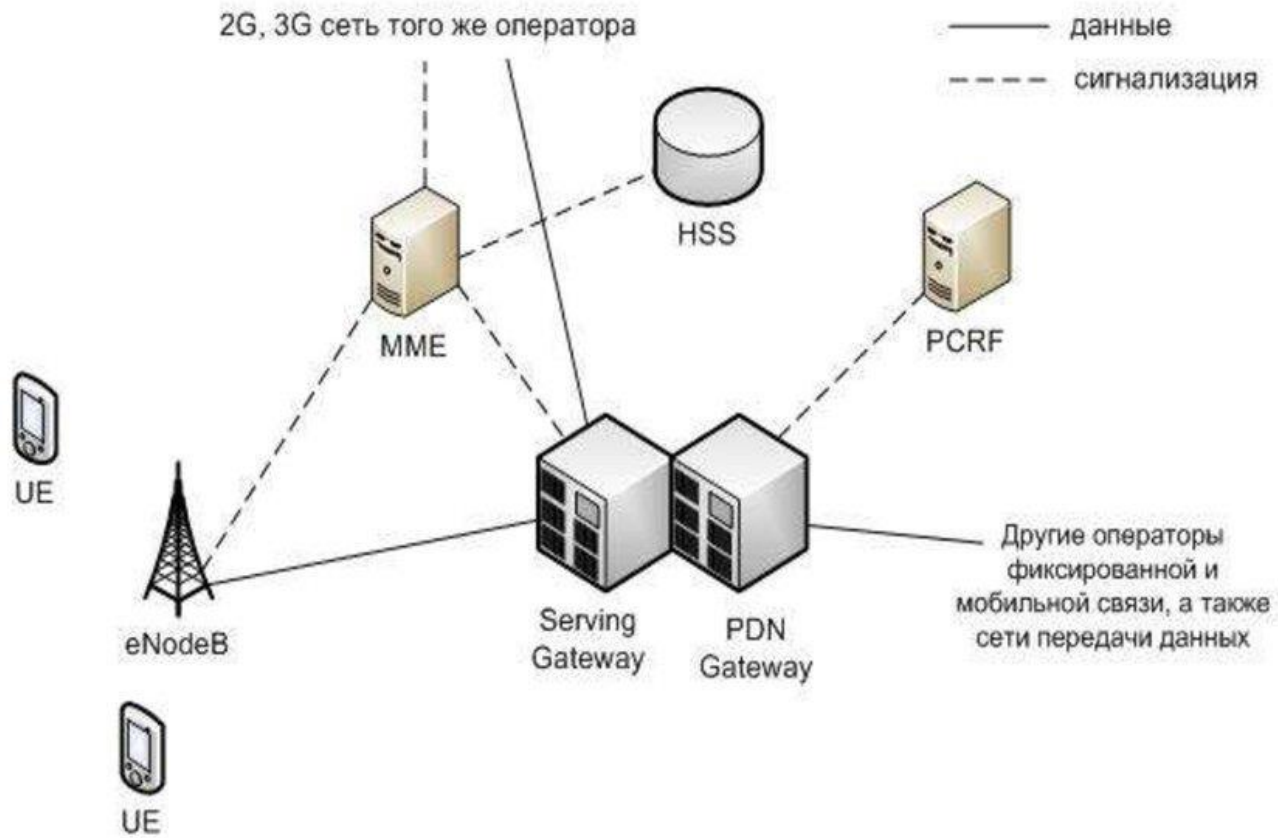 2G, 3G сеть того же оператора
данные
сигнализация
HSS
MME
PCRF
UE
eNodeB
Serving
Gateway
PDN
Gateway
Другие операторы
фиксированной и
мобильной связи, а также
сети передачи данных
UE